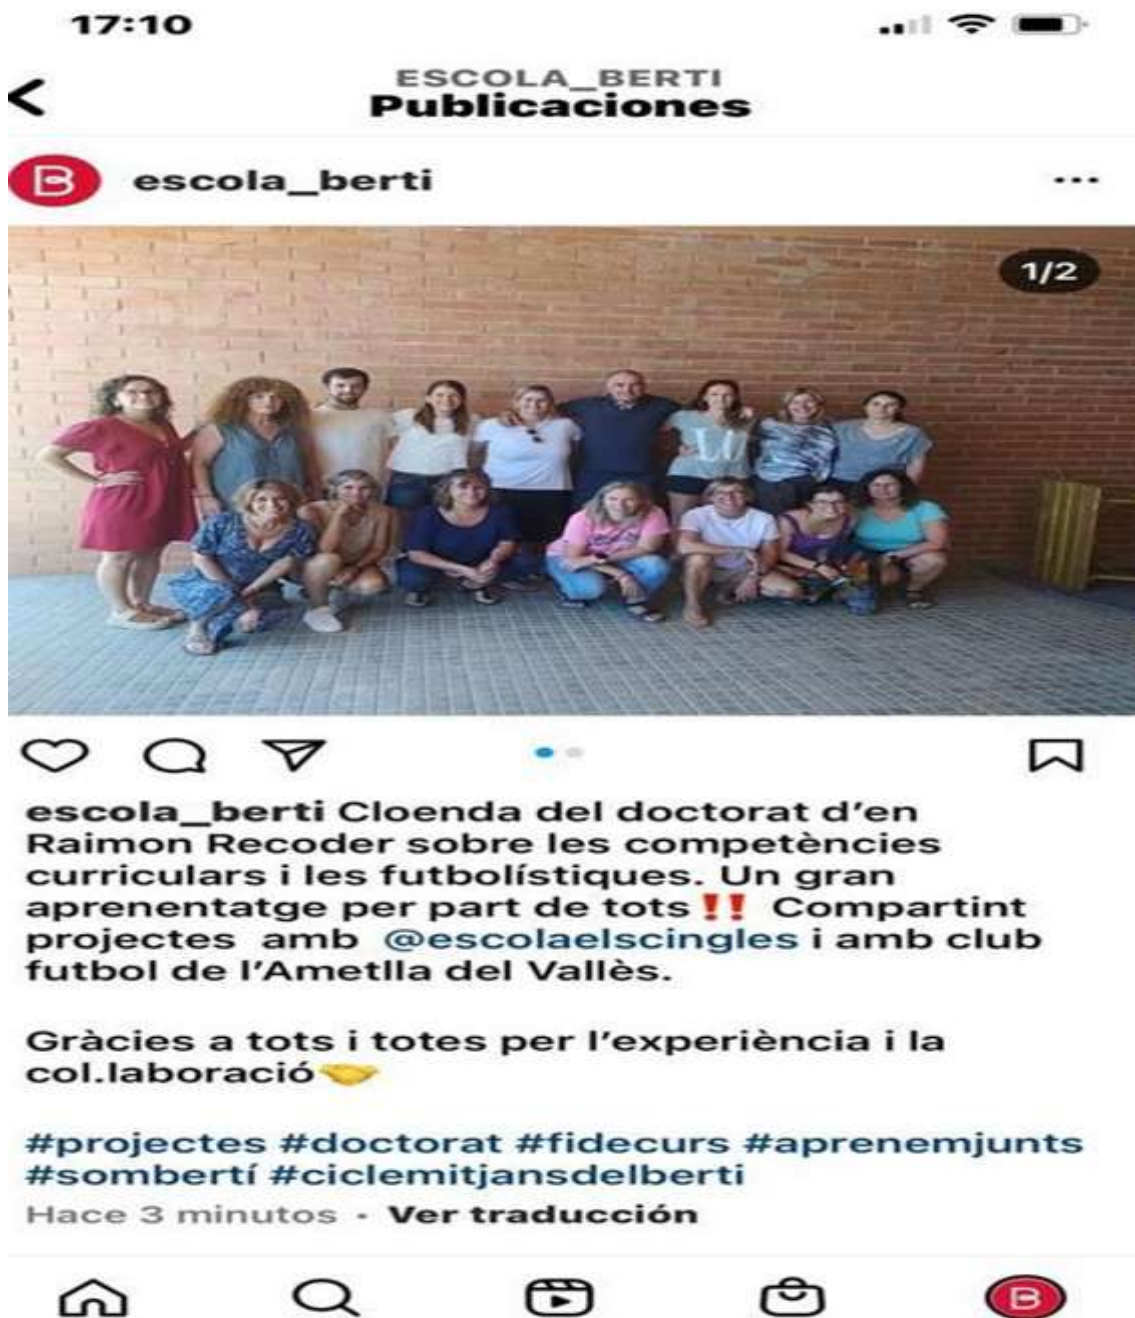 17:10
ESCOLA_BERTI
Publicaciones
B escola_berti
1/2
escola_berti Cloenda del doctorat d'en
Raimon Recoder sobre les competències
curriculars i les futbolístiques. Un gran
aprenentatge per part de tots‼️ Compartint
projectes amb @escolaelscingles i amb club
futbol de l'Ametlla del Vallès.
Gràcies a tots i totes per l'experiència i la
col.laboració🤝
#projectes #doctorat #fidecurs #aprenemjunts
#sombertí #ciclemitjansdelberti
Hace 3 minutos · Ver traducción
B